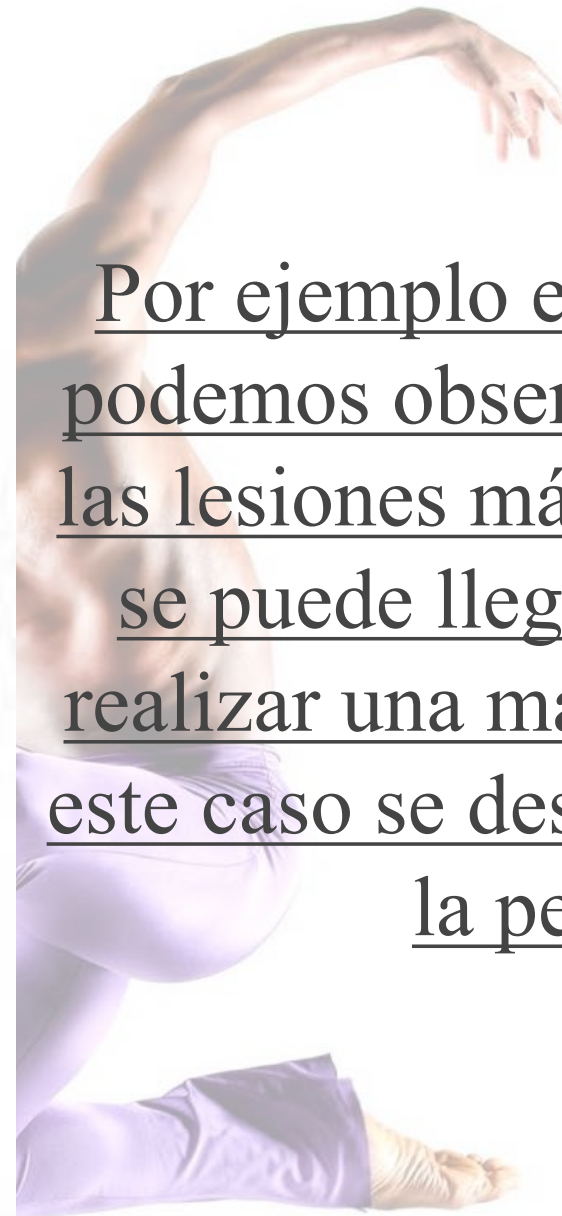 Por ejemplo e
podemos obser
las lesiones má
se puede lleg
realizar una ma
este caso se des
la pe